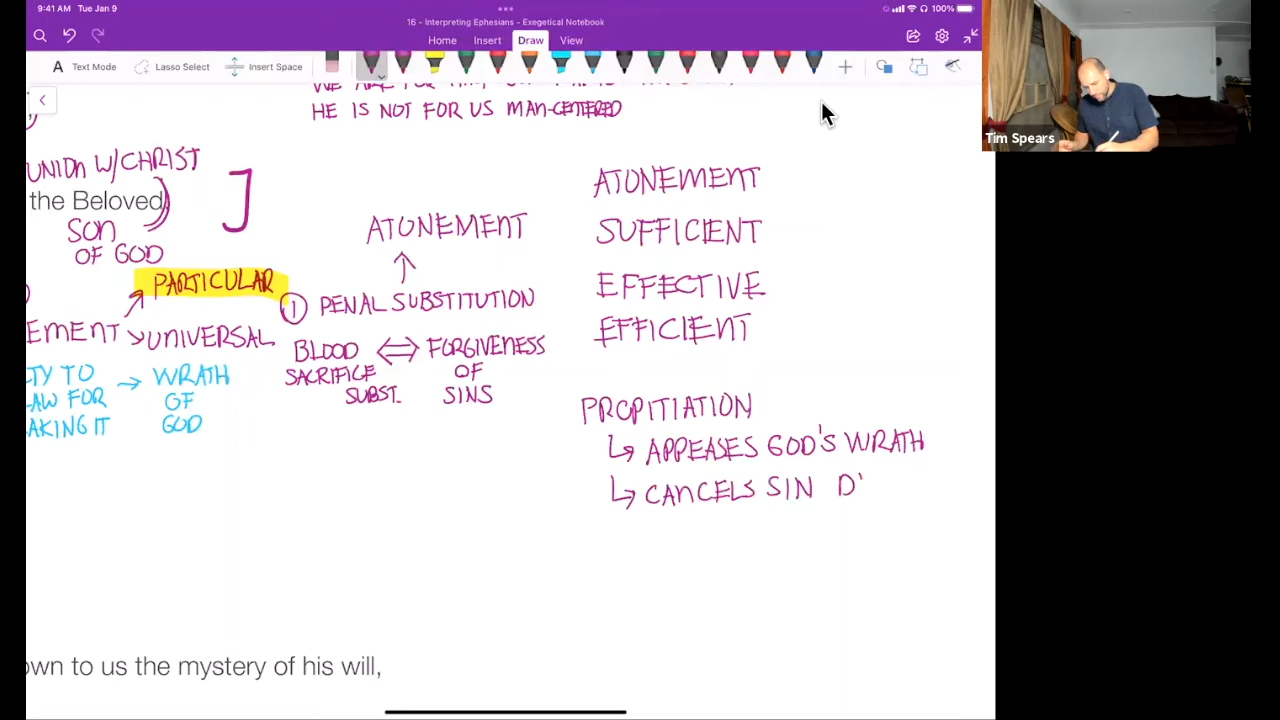 9:41 AM Tue Jan 9
100%
16 - Interpreting Ephesians - Exegetical Notebook
Home Insert Draw View
A Text Mode Lasso Select Insert Space
Tim Spears
HE IS NOT FOR US MAN-CENTERED
UNION W/CHRIST
the Beloved,
SON
OF GOD
PARTICULAR
EMENT
UNIVERSAL
TY TO → WRATH
AW FOR OF
AKING IT GOD
ATONEMENT
① PENAL SUBSTITUTION
BLOOD ⟺ FORGIVENESS
SACRIFICE OF
SUBST. SINS
ATONEMENT
SUFFICIENT
EFFECTIVE
EFFICIENT
PROPITIATION
↳ APPEASES GOD'S WRATH
↳ CANCELS SIN D'
own to us the mystery of his will,